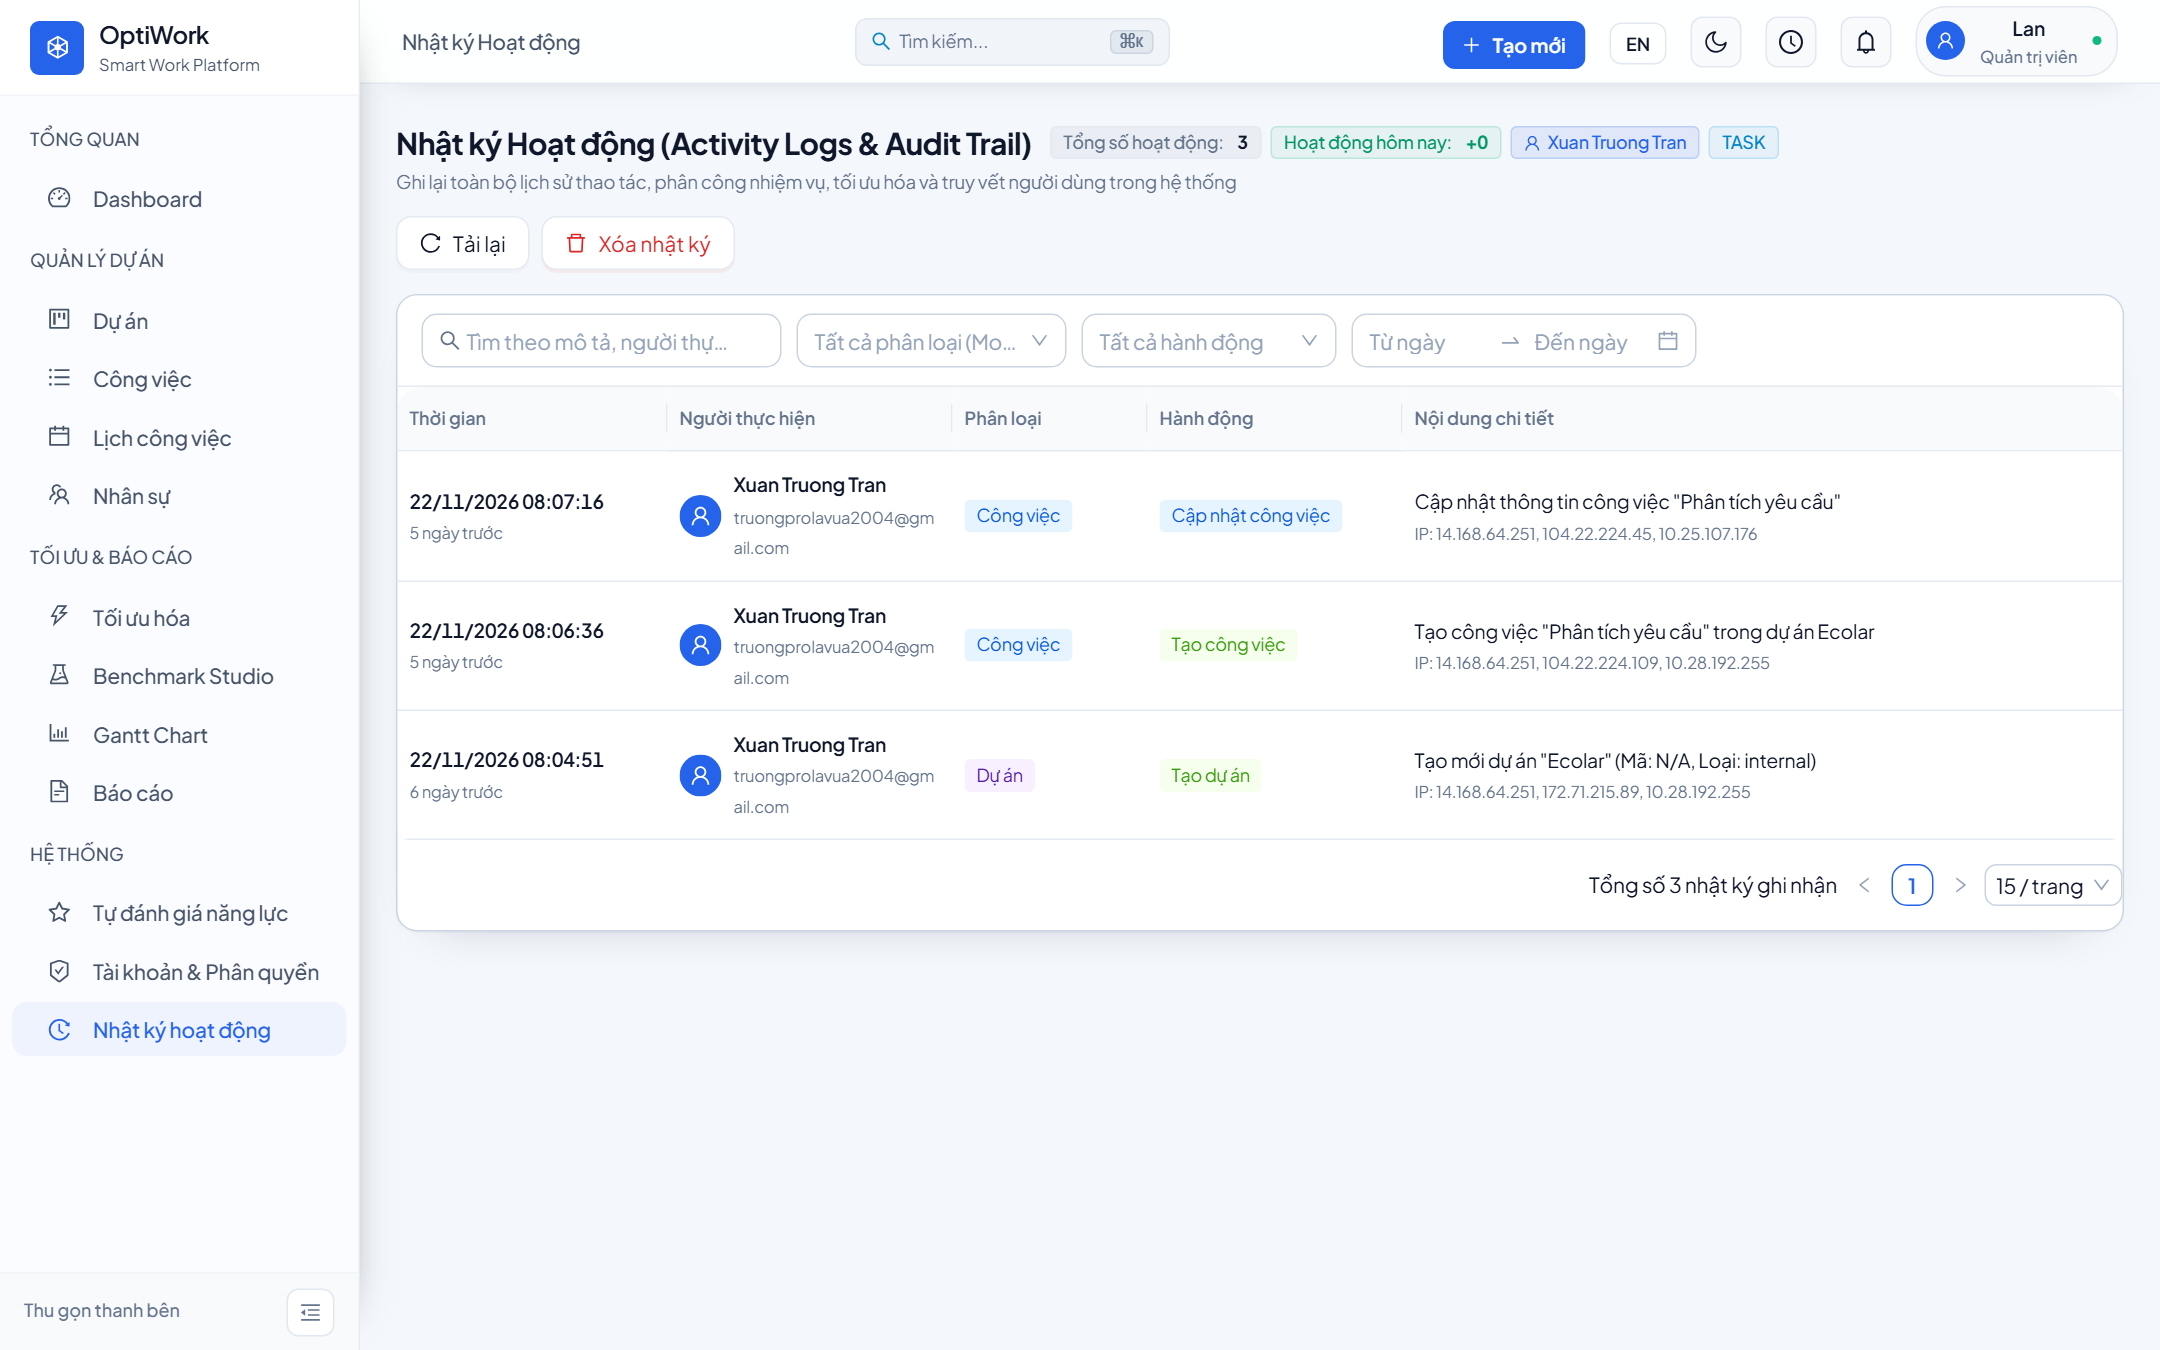 OptiWork
Smart Work Platform
TỔNG QUAN
Dashboard
QUẢN LÝ DỰ ÁN
Dự án
Công việc
Lịch công việc
Nhân sự
TỐI ƯU & BÁO CÁO
Tối ưu hóa
Benchmark Studio
Gantt Chart
Báo cáo
HỆ THỐNG
Tự đánh giá năng lực
Tài khoản & Phân quyền
Nhật ký hoạt động
Thu gọn thanh bên
Nhật ký Hoạt động
Tìm kiếm...
⌘K
+ Tạo mới
EN
Lan
Quản trị viên
Nhật ký Hoạt động (Activity Logs & Audit Trail)
Tổng số hoạt động: 3
Hoạt động hôm nay: +0
Xuan Truong Tran
TASK
Ghi lại toàn bộ lịch sử thao tác, phân công nhiệm vụ, tối ưu hóa và truy vết người dùng trong hệ thống
Tải lại
Xóa nhật ký
Tìm theo mô tả, người thự...
Tất cả phân loại (Mo...
Tất cả hành động
Từ ngày → Đến ngày
Thời gian
Người thực hiện
Phân loại
Hành động
Nội dung chi tiết
22/11/2026 08:07:16
5 ngày trước
Xuan Truong Tran
truongprolavua2004@gm
ail.com
Công việc
Cập nhật công việc
Cập nhật thông tin công việc "Phân tích yêu cầu"
IP: 14.168.64.251, 104.22.224.45, 10.25.107.176
22/11/2026 08:06:36
5 ngày trước
Xuan Truong Tran
truongprolavua2004@gm
ail.com
Công việc
Tạo công việc
Tạo công việc "Phân tích yêu cầu" trong dự án Ecolar
IP: 14.168.64.251, 104.22.224.109, 10.28.192.255
22/11/2026 08:04:51
6 ngày trước
Xuan Truong Tran
truongprolavua2004@gm
ail.com
Dự án
Tạo dự án
Tạo mới dự án "Ecolar" (Mã: N/A, Loại: internal)
IP: 14.168.64.251, 172.71.215.89, 10.28.192.255
Tổng số 3 nhật ký ghi nhận
1
15 / trang